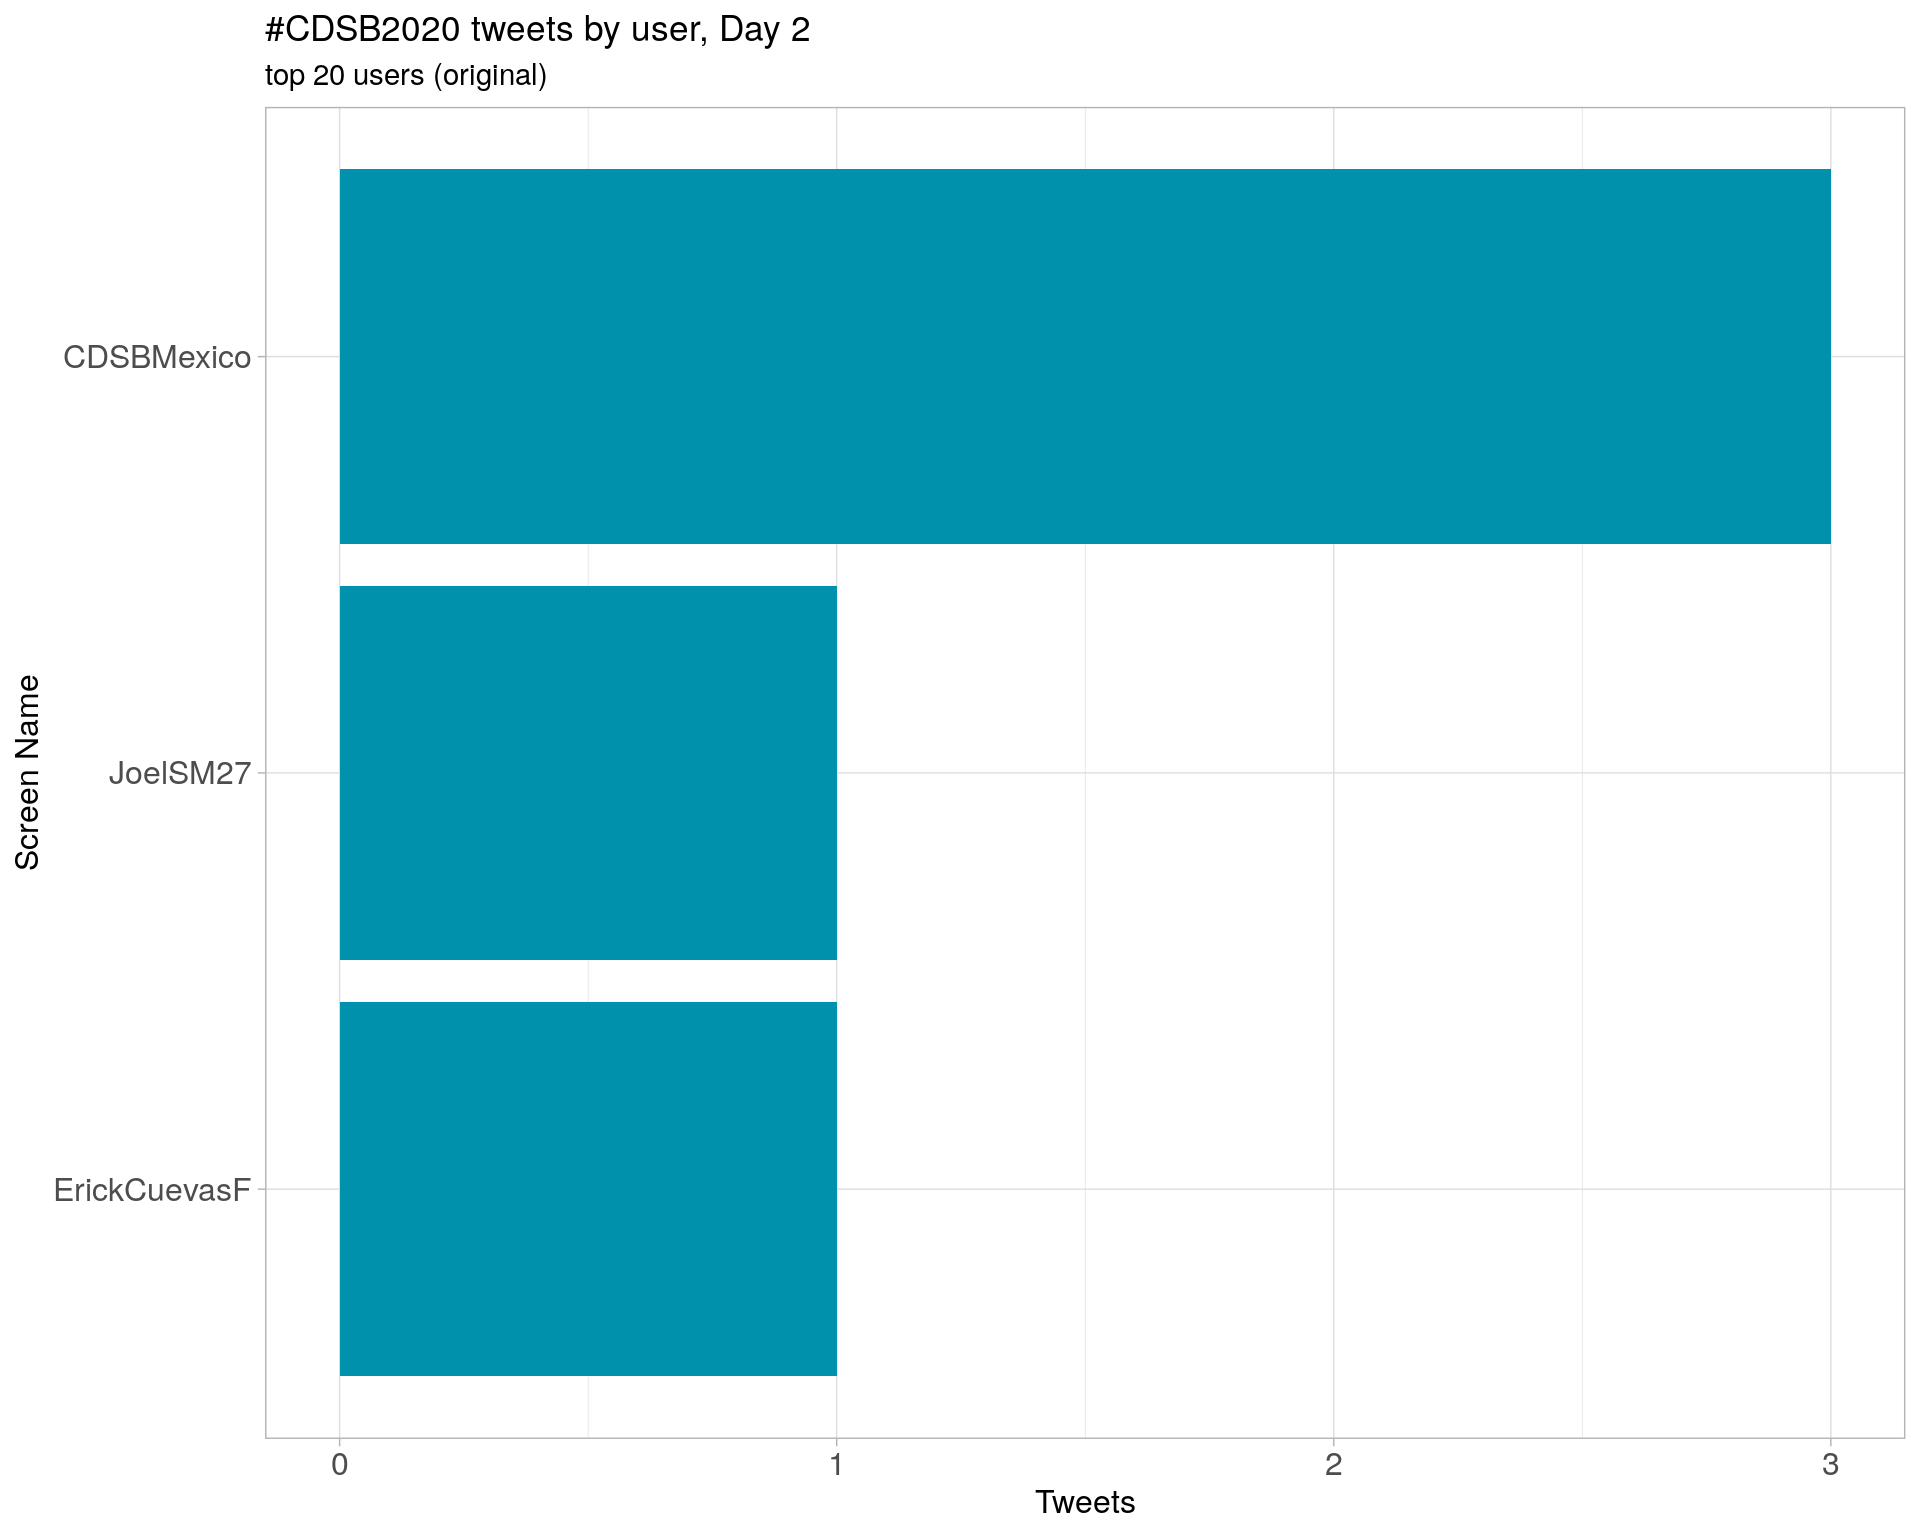 #CDSB2020 tweets by user, Day 2
top 20 users (original)
Screen Name
CDSBMexico
JoelSM27
ErickCuevasF
0 1 2 3
Tweets